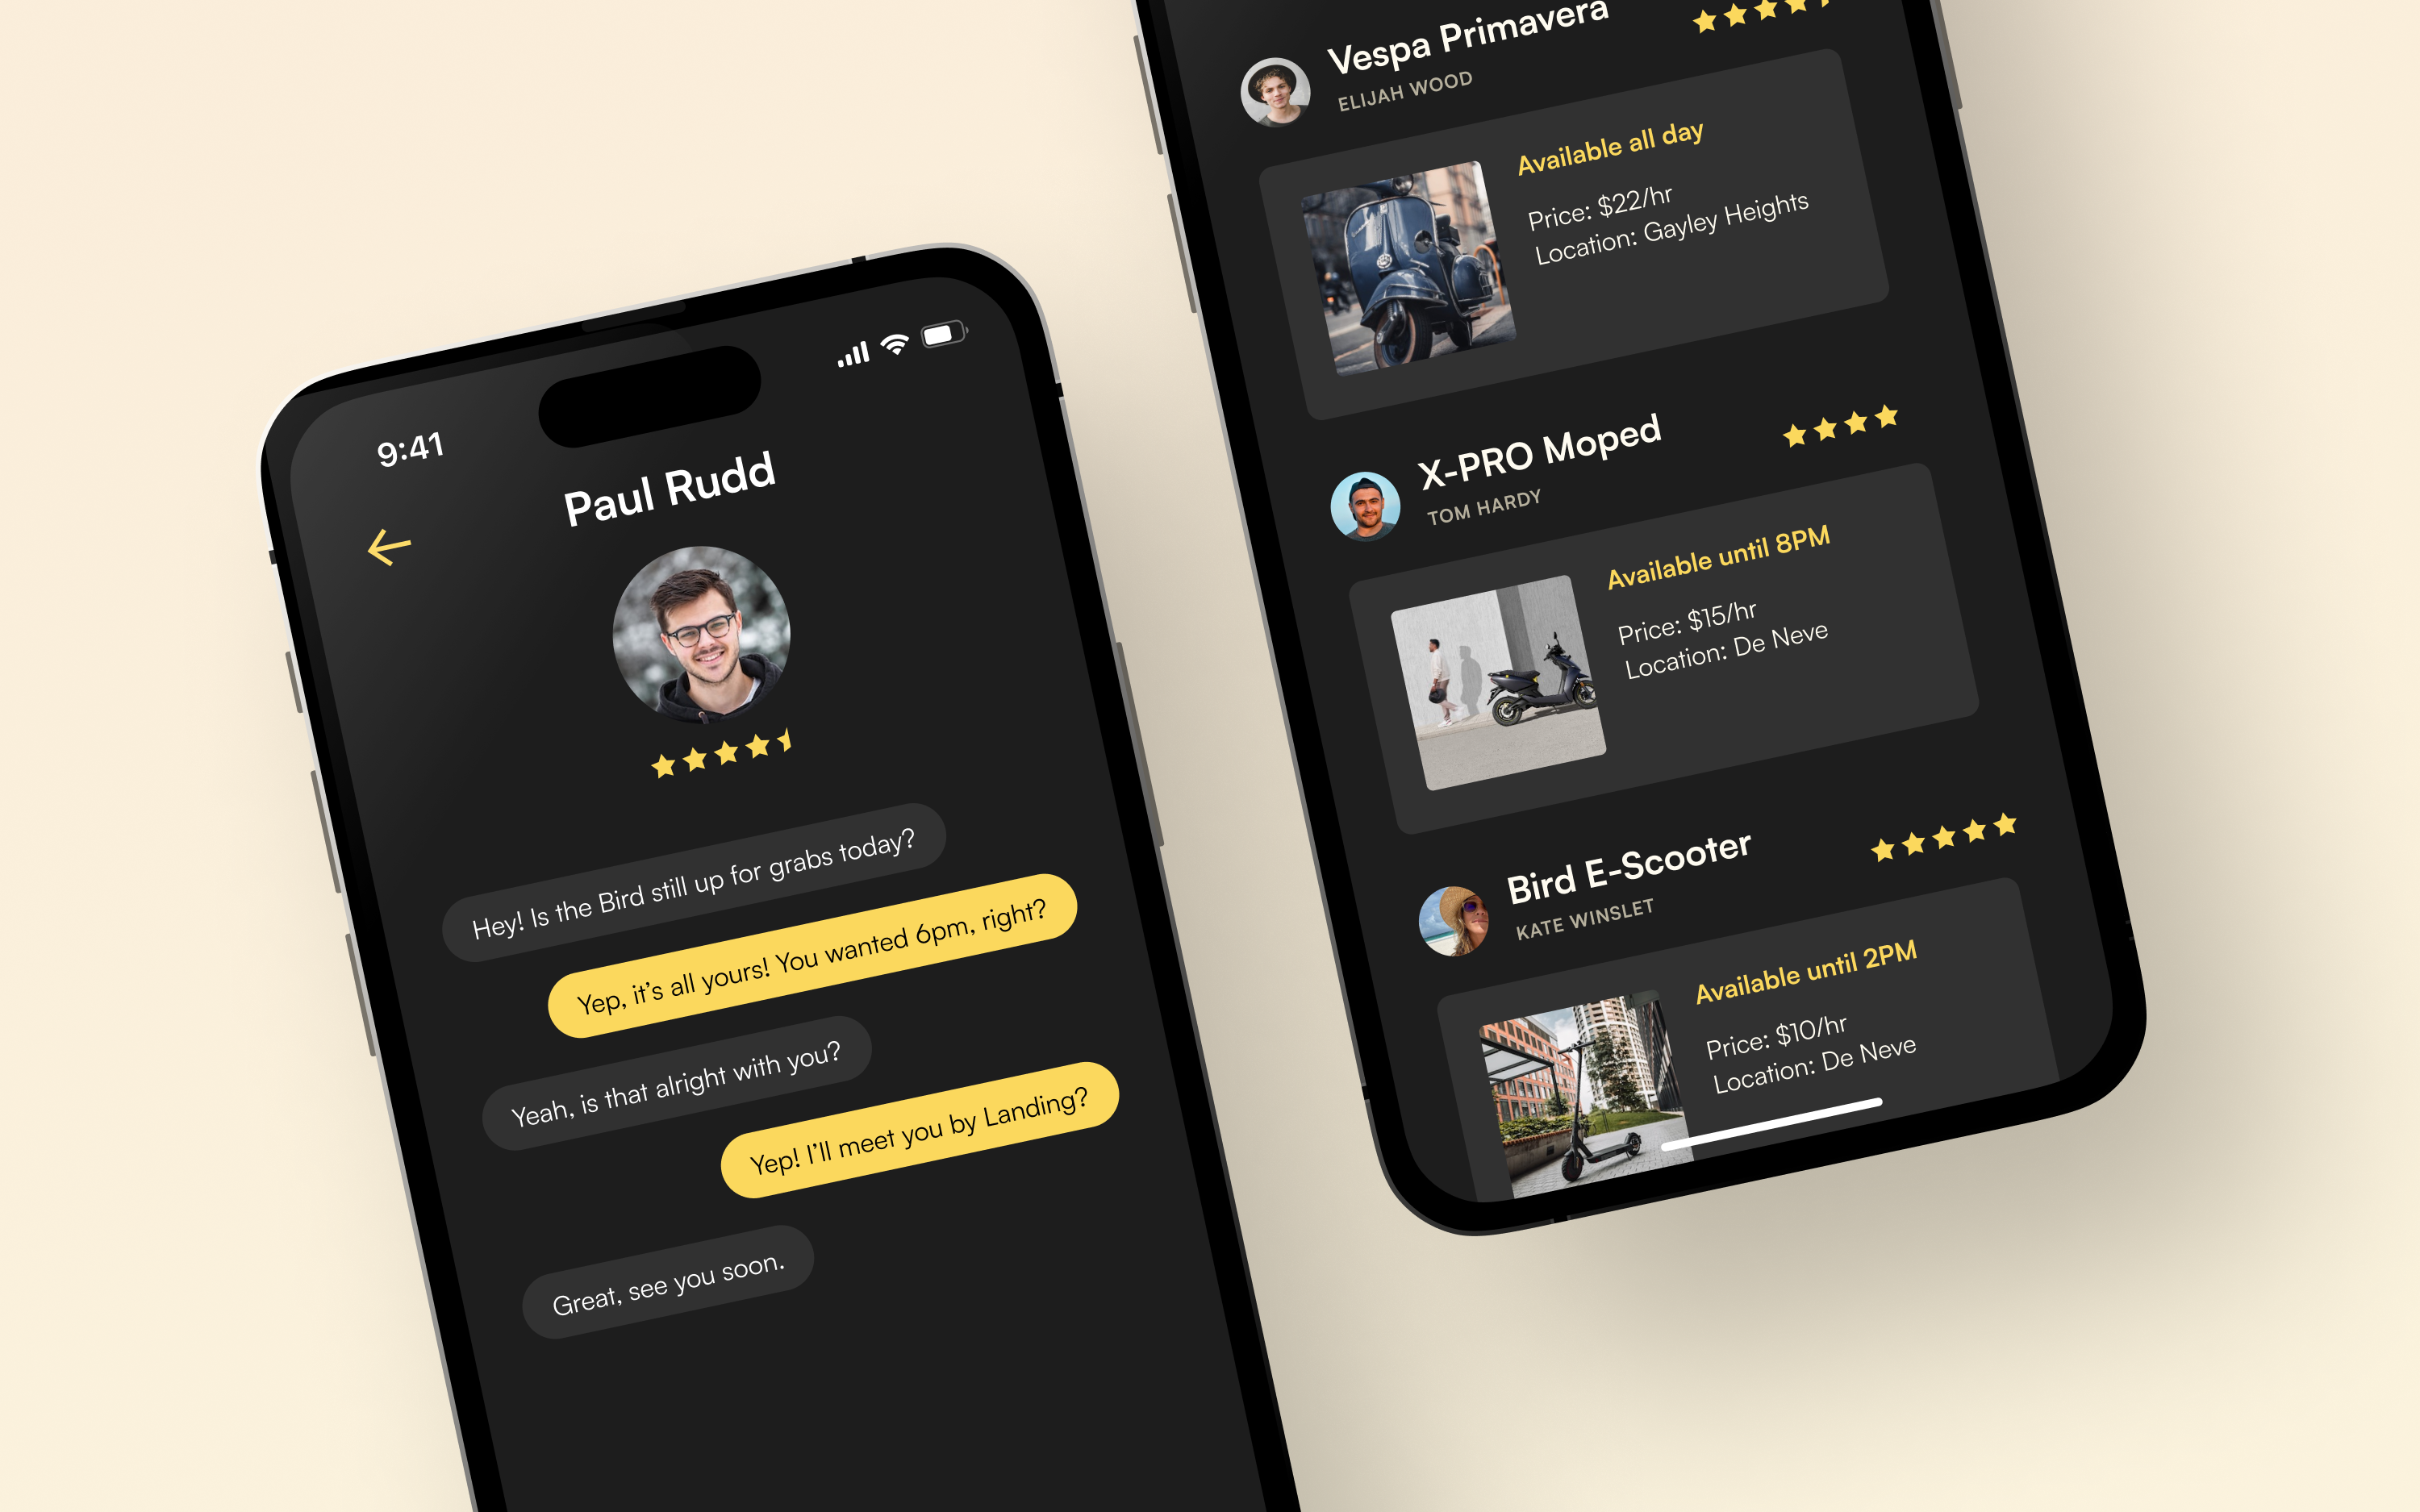 9:41
Paul Rudd
Hey! Is the Bird still up for grabs today?
Yep, it's all yours! You wanted 6pm, right?
Yeah, is that alright with you?
Yep! I'll meet you by Landing?
Great, see you soon.
Vespa Primavera
ELIJAH WOOD
Available all day
Price: $22/hr
Location: Gayley Heights
X-PRO Moped
TOM HARDY
Available until 8PM
Price: $15/hr
Location: De Neve
Bird E-Scooter
KATE WINSLET
Available until 2PM
Price: $10/hr
Location: De Neve